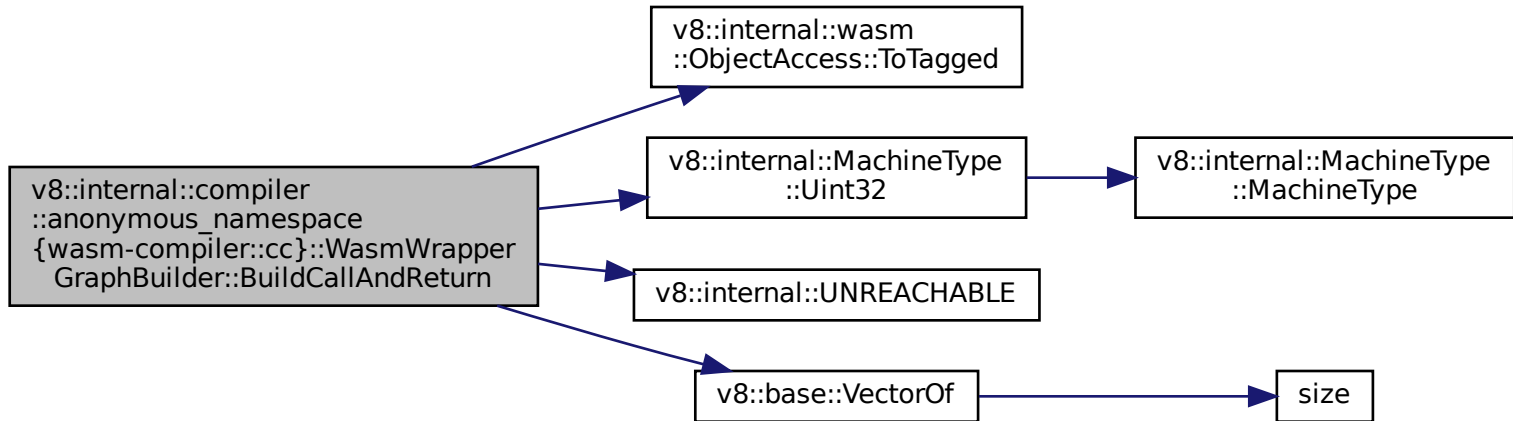 v8::internal::compiler
::anonymous_namespace
{wasm-compiler::cc}::WasmWrapper
GraphBuilder::BuildCallAndReturn
v8::internal::wasm
::ObjectAccess::ToTagged
v8::internal::MachineType
::Uint32
v8::internal::MachineType
::MachineType
v8::internal::UNREACHABLE
v8::base::VectorOf
size